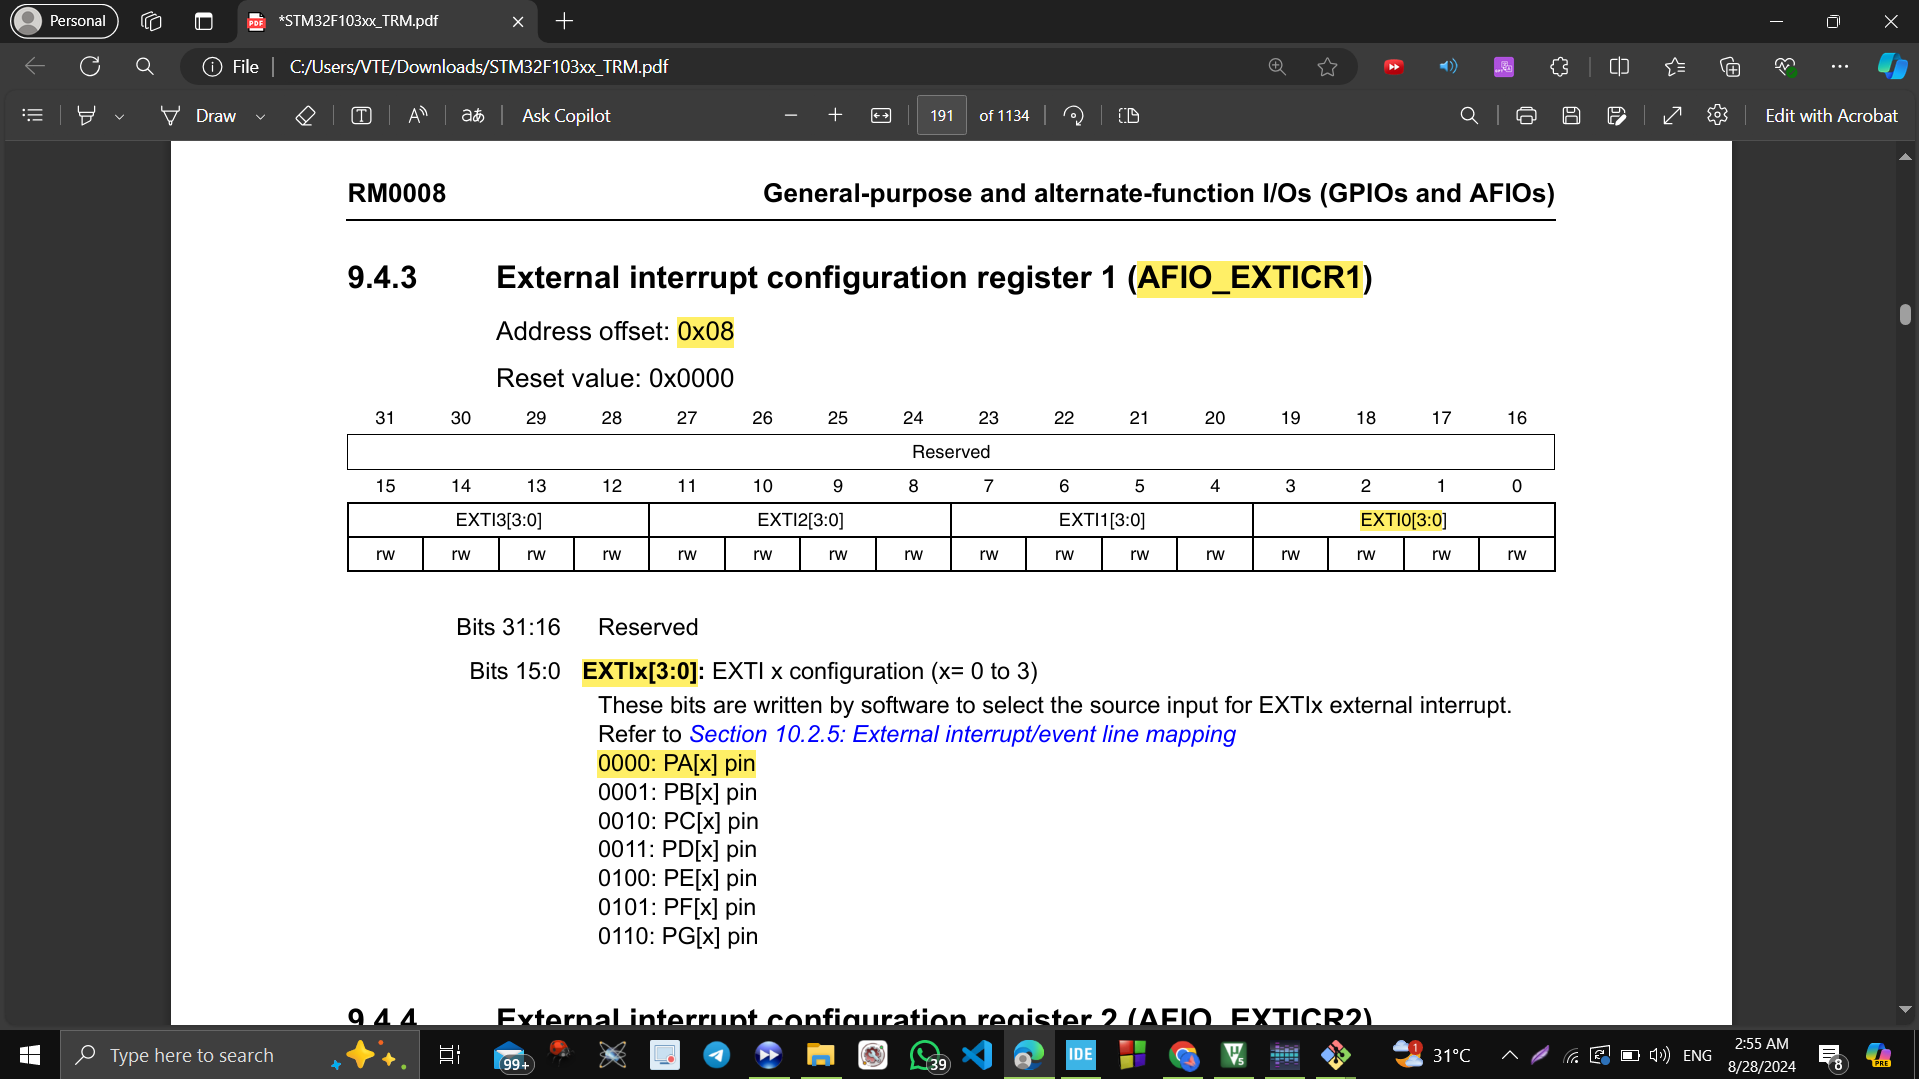 Personal
*STM32F103xx_TRM.pdf
File
C:/Users/VTE/Downloads/STM32F103xx_TRM.pdf
Draw
aあ
Ask Copilot
191 of 1134
Edit with Acrobat
RM0008 General-purpose and alternate-function I/Os (GPIOs and AFIOs)
9.4.3 External interrupt configuration register 1 (AFIO_EXTICR1)
Address offset: 0x08
Reset value: 0x0000
31 30 29 28 27 26 25 24 23 22 21 20 19 18 17 16
Reserved
15 14 13 12 11 10 9 8 7 6 5 4 3 2 1 0
EXTI3[3:0] EXTI2[3:0] EXTI1[3:0] EXTI0[3:0]
rw rw rw rw rw rw rw rw rw rw rw rw rw rw rw rw
Bits 31:16 Reserved
Bits 15:0 EXTIx[3:0]: EXTI x configuration (x= 0 to 3)
These bits are written by software to select the source input for EXTIx external interrupt.
Refer to Section 10.2.5: External interrupt/event line mapping
0000: PA[x] pin
0001: PB[x] pin
0010: PC[x] pin
0011: PD[x] pin
0100: PE[x] pin
0101: PF[x] pin
0110: PG[x] pin
9.4.4 External interrupt configuration register 2 (AFIO_EXTICR2)
Type here to search
99+
39
IDE
1
31°C
ENG
2:55 AM
8/28/2024
8
PRE